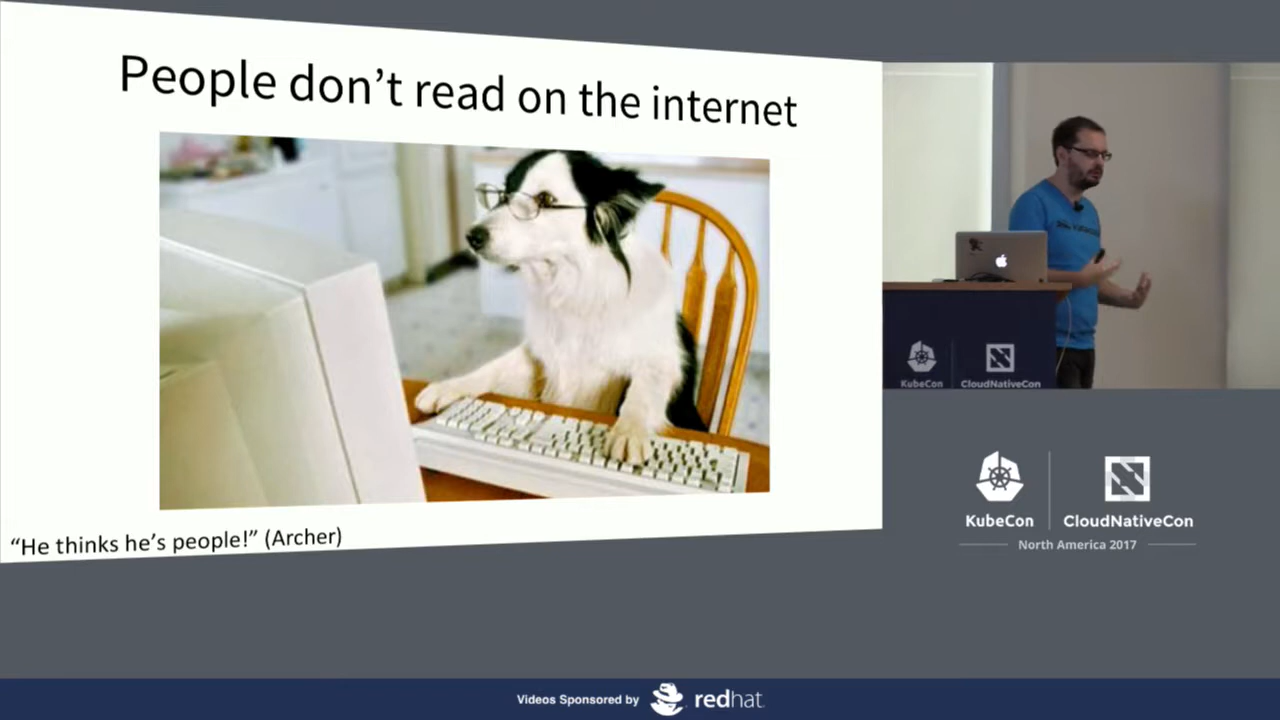 People don’t read on the internet
“He thinks he’s people!” (Archer)
KubeCon
CloudNativeCon
KubeCon
CloudNativeCon
North America 2017
Videos Sponsored by
redhat